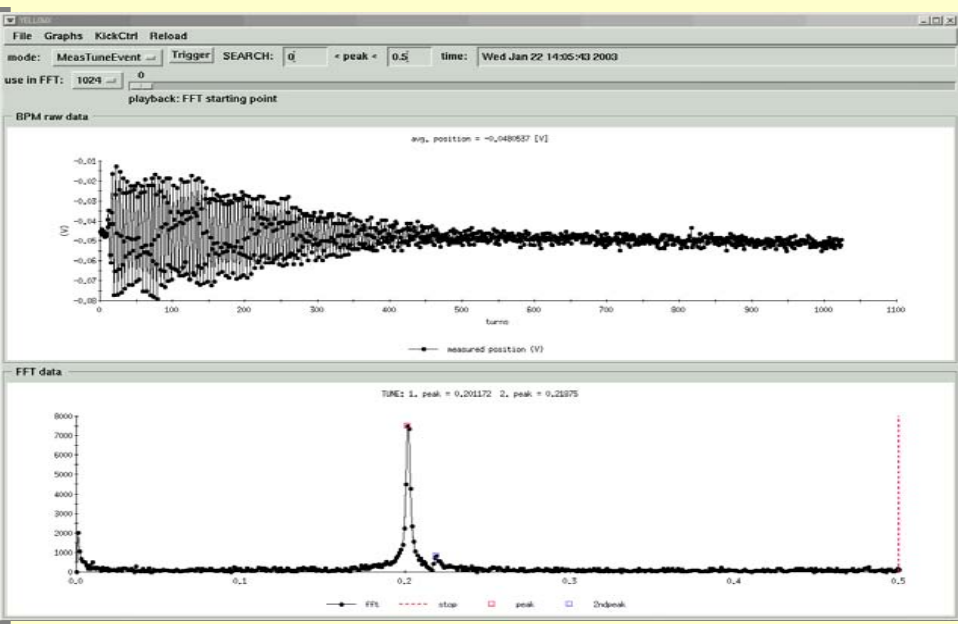 YELLOW
File Graphs KickCtrl Reload
mode: MeasTuneEvent Trigger SEARCH: 0 < peak < 0.5 time: Wed Jan 22 14:05:43 2003
use in FFT: 1024 0
playback: FFT starting point
BPM raw data
avg. position = -0.0480537 [V]
-0.01
-0.02
-0.03
-0.04
-0.05
-0.06
-0.07
-0.08
(V)
0 100 200 300 400 500 600 700 800 900 1000 1100
turns
measured position (V)
FFT data
TUNE: 1. peak = 0.201172 2. peak = 0.21875
8000
7000
6000
5000
4000
3000
2000
1000
0
0.0 0.1 0.2 0.3 0.4 0.5
fft stop peak 2ndpeak